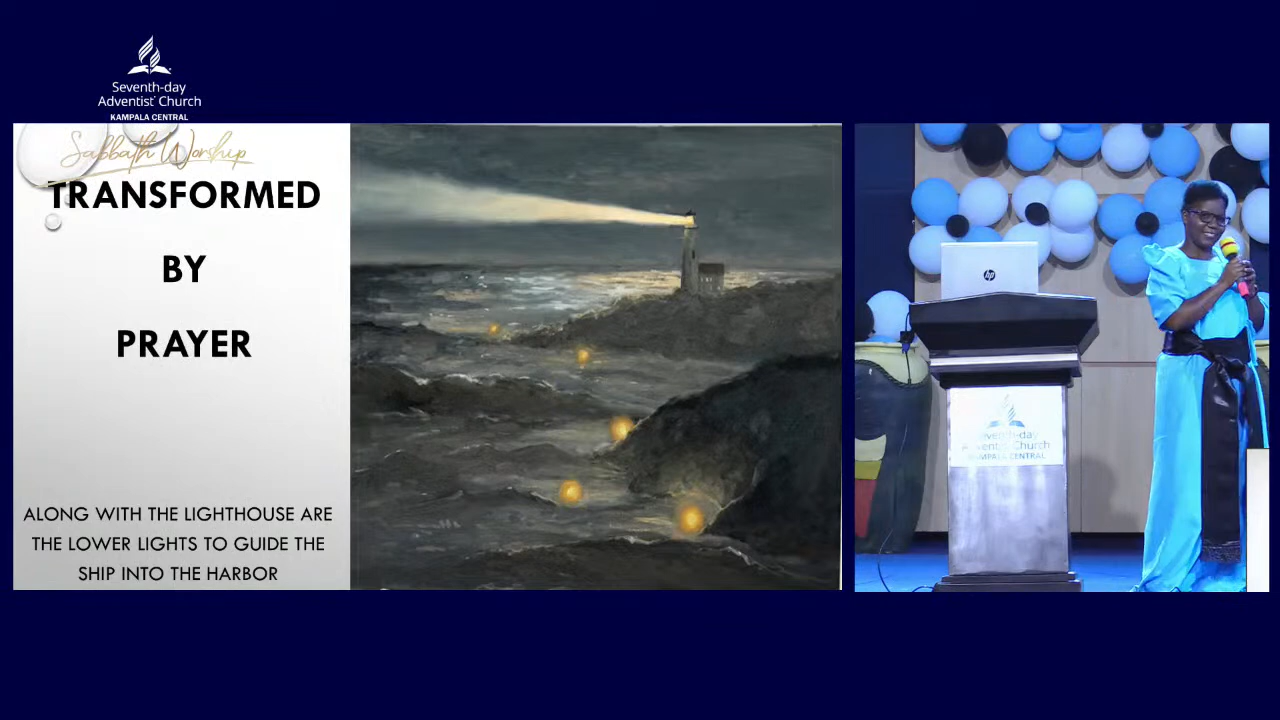 Seventh-day
Adventist Church
KAMPALA CENTRAL
Sabbath Worship
TRANSFORMED
BY
PRAYER
ALONG WITH THE LIGHTHOUSE ARE
THE LOWER LIGHTS TO GUIDE THE
SHIP INTO THE HARBOR
hp
Seventh-day
Adventist Church
KAMPALA CENTRAL